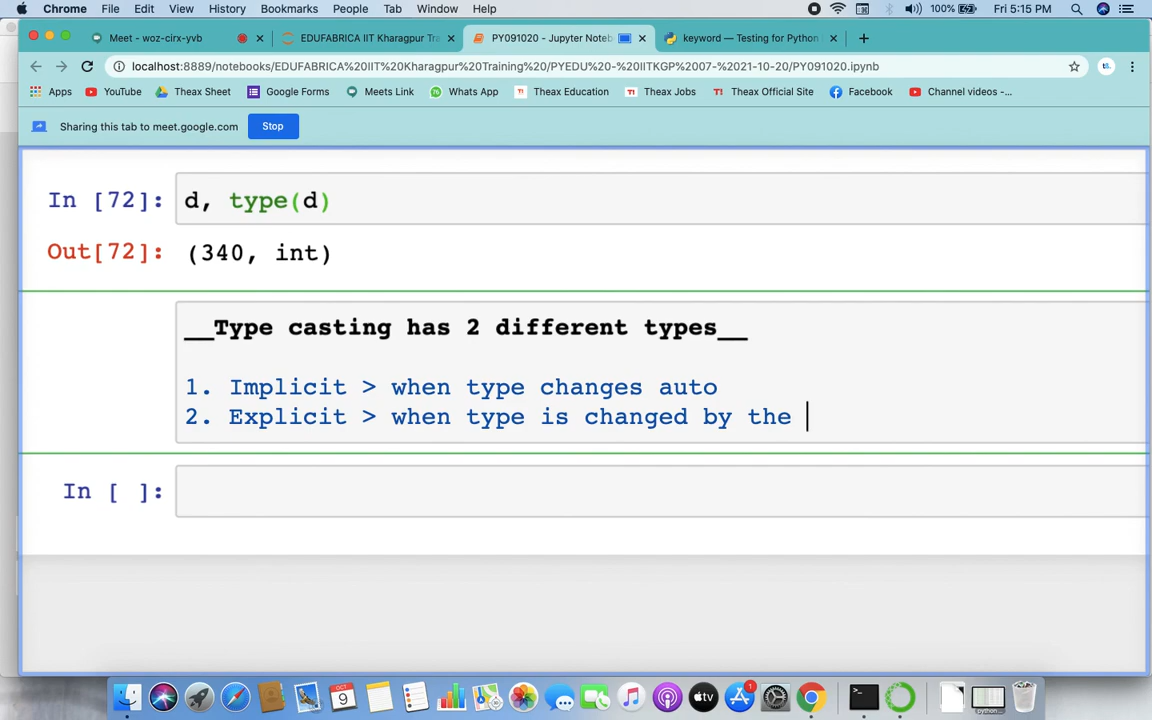 Chrome File Edit View History Bookmarks People Tab Window Help 100% Fri 5:15 PM
Meet - woz-cirx-yvb EDUFABRICA IIT Kharagpur Tra PY091020 - Jupyter Noteb keyword — Testing for Python
localhost:8889/notebooks/EDUFABRICA%20IIT%20Kharagpur%20Training%20/PYEDU%20-%20IITKGP%2007-%2021-10-20/PY091020.ipynb
Apps YouTube Theax Sheet Google Forms Meets Link Whats App Theax Education Theax Jobs Theax Official Site Facebook Channel videos -...
Sharing this tab to meet.google.com Stop
In [72]: d, type(d)
Out[72]: (340, int)
__Type casting has 2 different types__
1. Implicit > when type changes auto
2. Explicit > when type is changed by the
In [ ]: